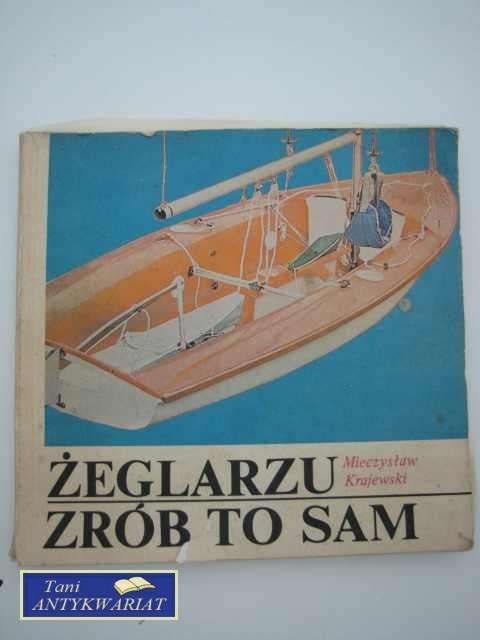 ŻEGLARZU
Mieczysław
Krajewski
ZRÓB TO SAM
Tani
ANTYKWARIAT